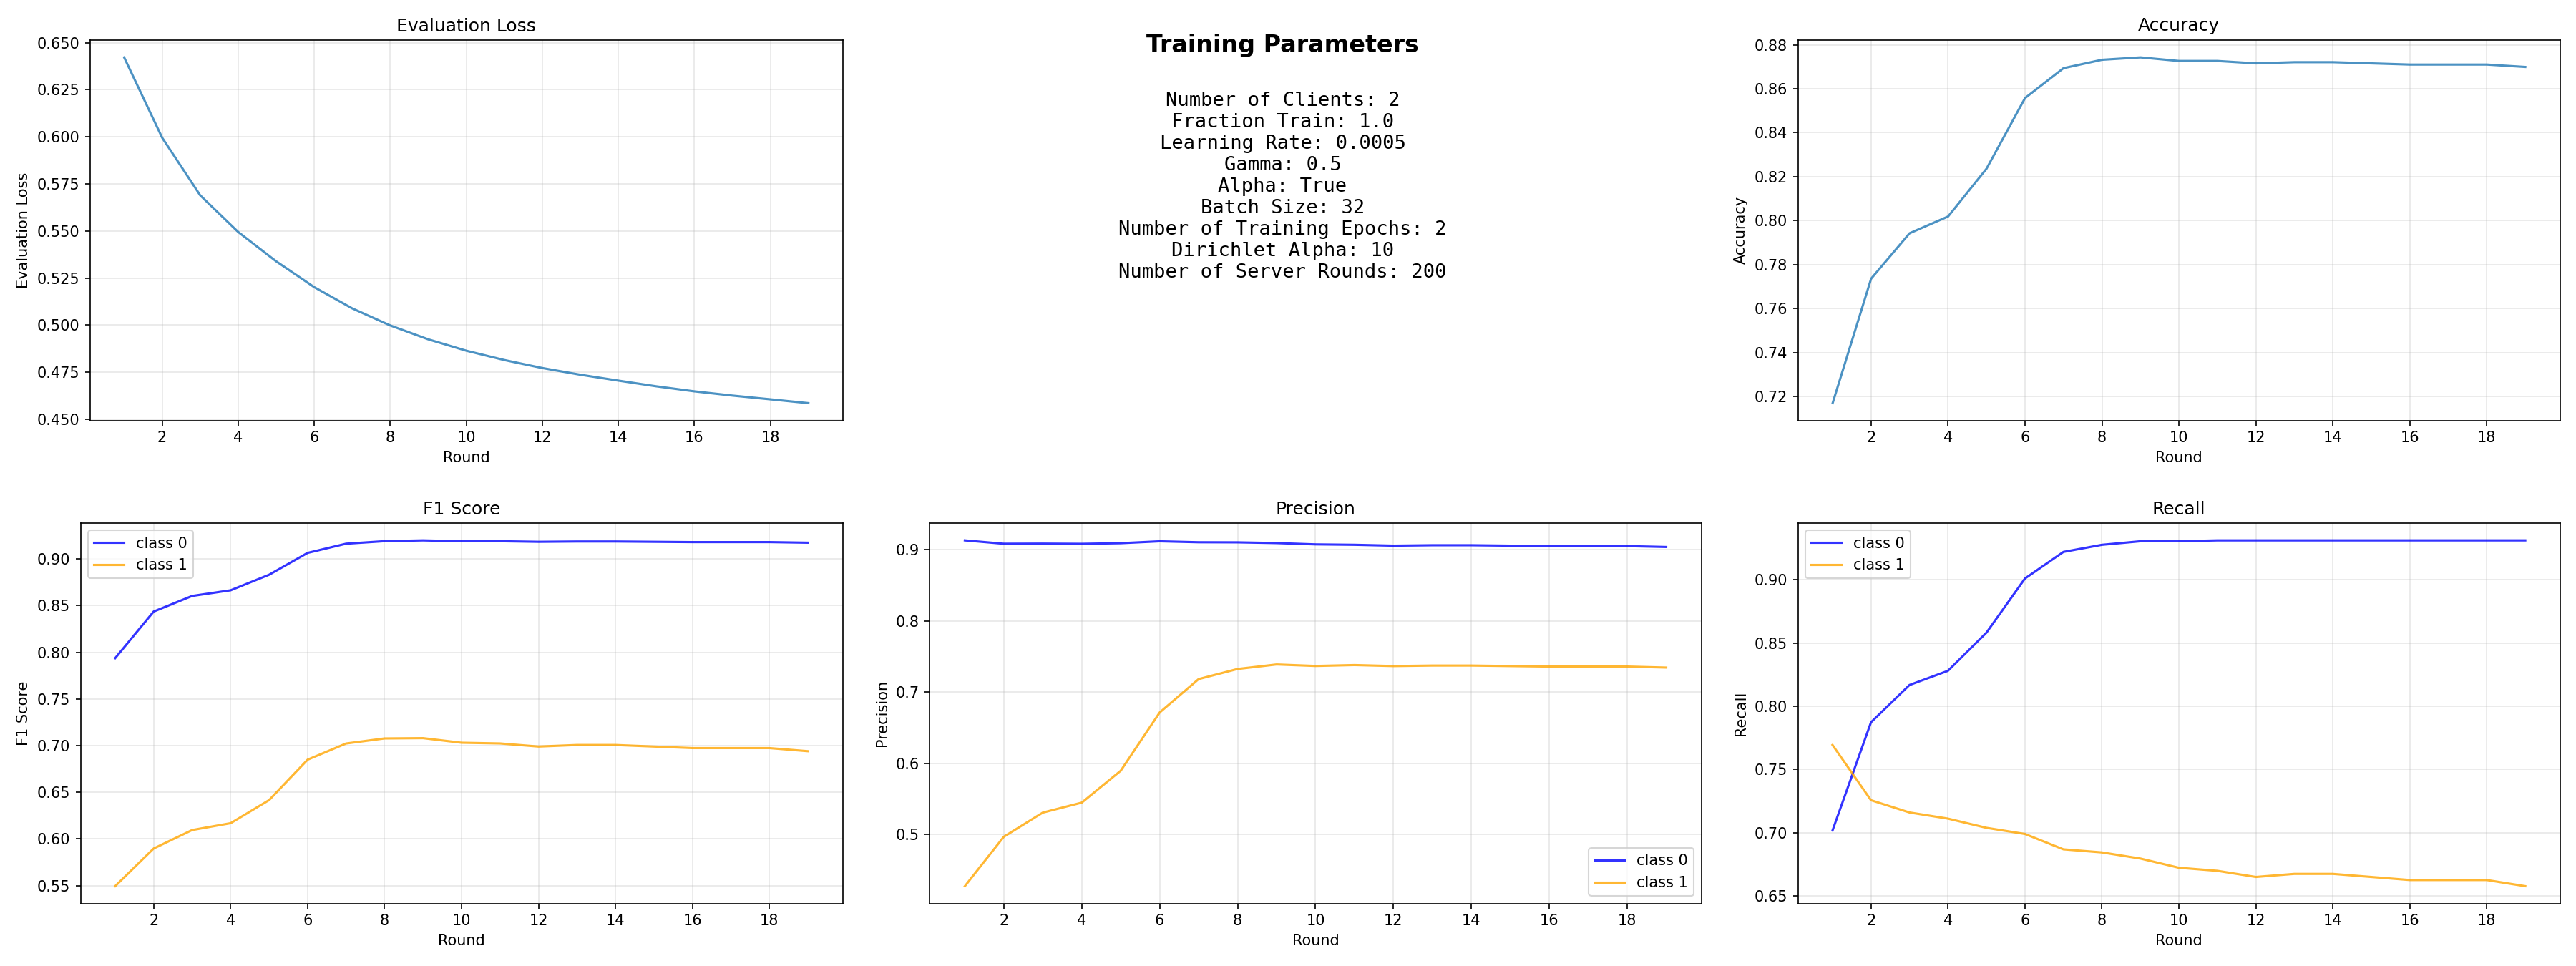 Evaluation Loss
0.650
0.625
0.600
0.575
0.550
0.525
0.500
0.475
0.450
Evaluation Loss
2 4 6 8 10 12 14 16 18
Round
Training Parameters
Number of Clients: 2
Fraction Train: 1.0
Learning Rate: 0.0005
Gamma: 0.5
Alpha: True
Batch Size: 32
Number of Training Epochs: 2
Dirichlet Alpha: 10
Number of Server Rounds: 200
Accuracy
0.88
0.86
0.84
0.82
0.80
0.78
0.76
0.74
0.72
Accuracy
2 4 6 8 10 12 14 16 18
Round
F1 Score
class 0
class 1
0.90
0.85
0.80
0.75
0.70
0.65
0.60
0.55
F1 Score
2 4 6 8 10 12 14 16 18
Round
Precision
0.9
0.8
0.7
0.6
0.5
Precision
class 0
class 1
2 4 6 8 10 12 14 16 18
Round
Recall
class 0
class 1
0.90
0.85
0.80
0.75
0.70
0.65
Recall
2 4 6 8 10 12 14 16 18
Round